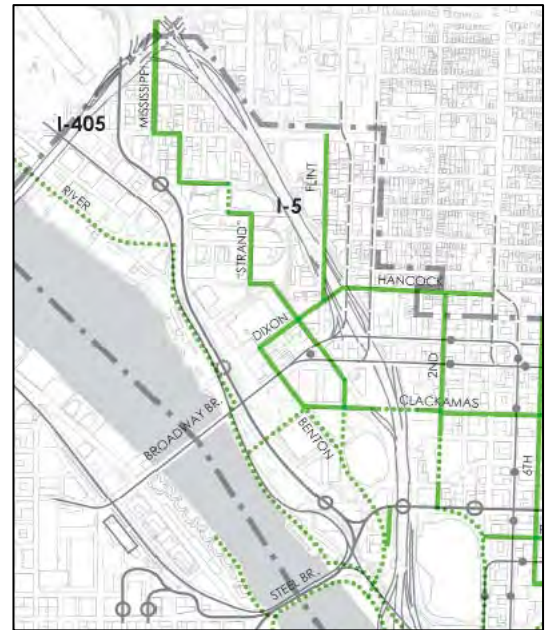 MISSISSIPPI
I-405
RIVER
FLINT
I-5
"STRAND"
HANCOCK
DIXON
2ND
CLACKAMAS
BROADWAY BR.
BENTON
6TH
STEEL BR.